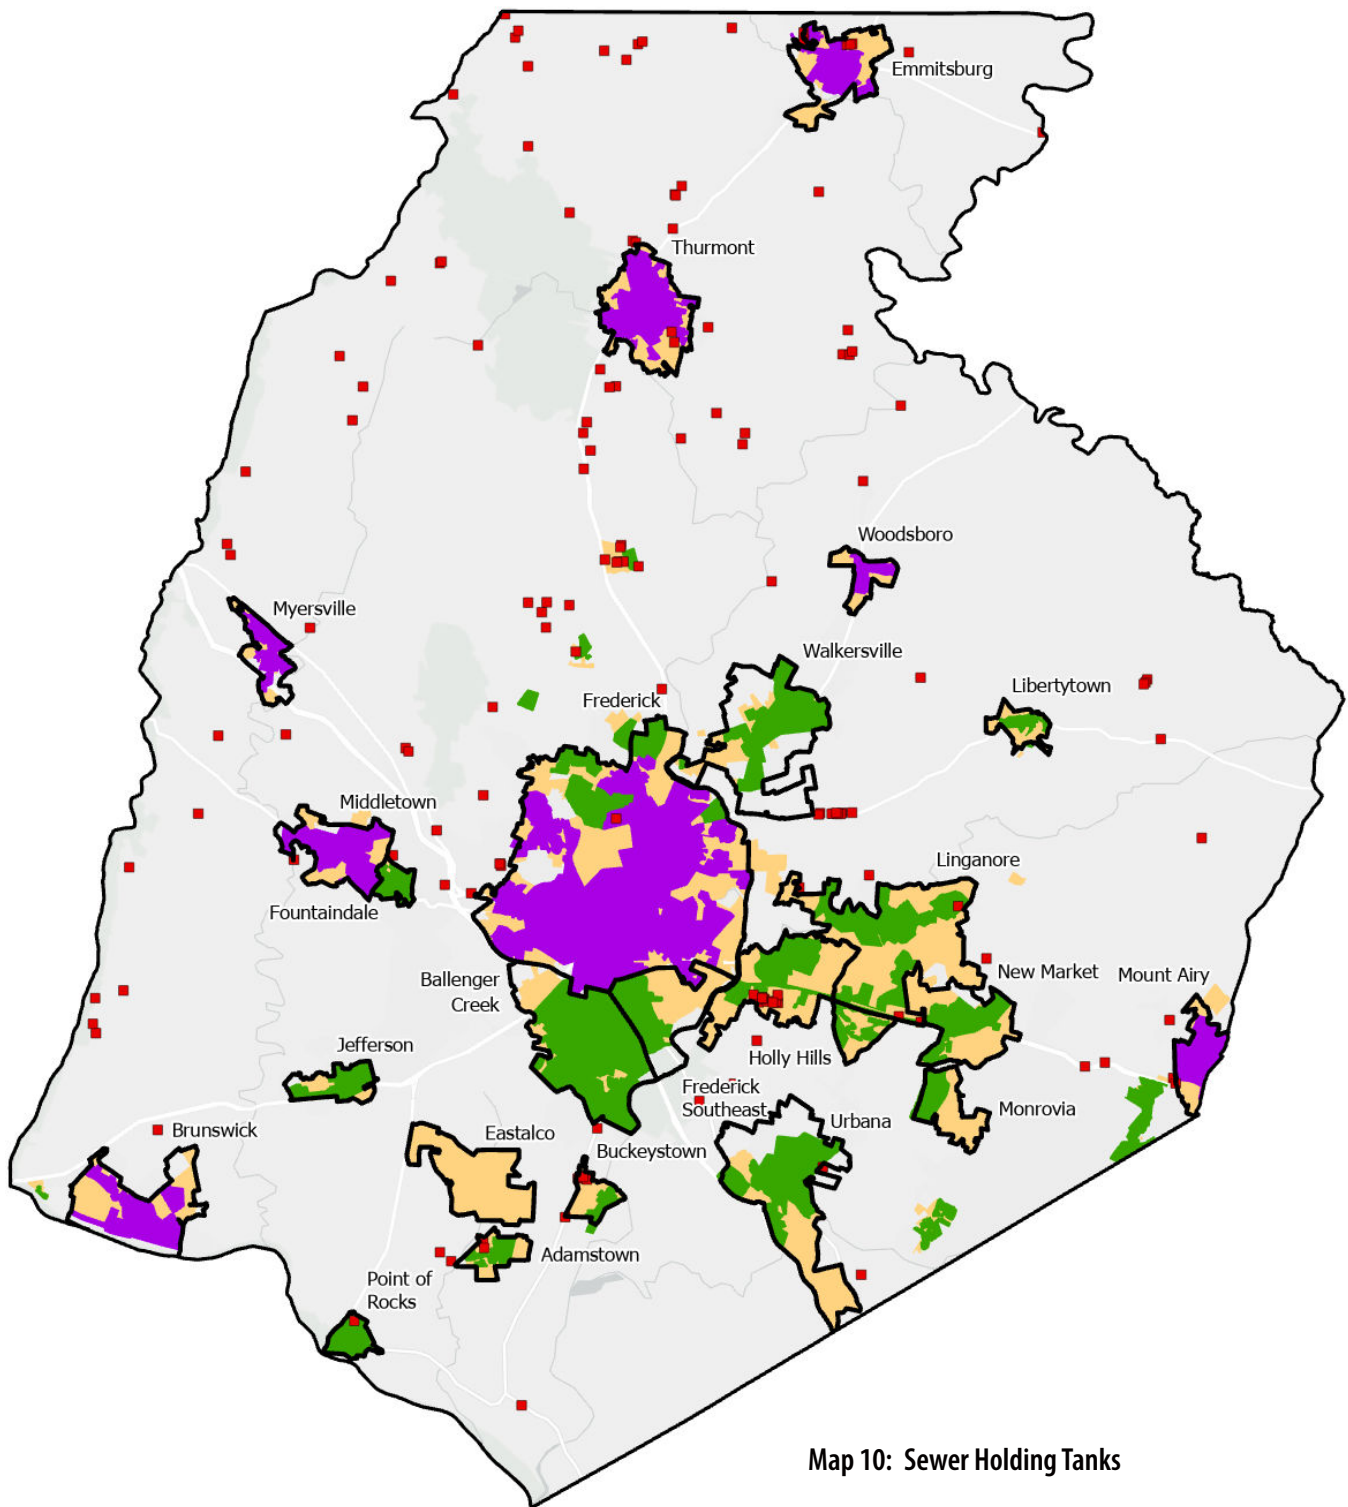 Emmitsburg
Thurmont
Woodsboro
Myersville
Walkersville
Libertytown
Frederick
Middletown
Linganore
Fountaindale
Ballenger
Creek
New Market
Mount Airy
Jefferson
Holly Hills
Frederick
Southeast
Monrovia
Urbana
Brunswick
Eastalco
Buckeystown
Adamstown
Point of
Rocks
Map 10: Sewer Holding Tanks